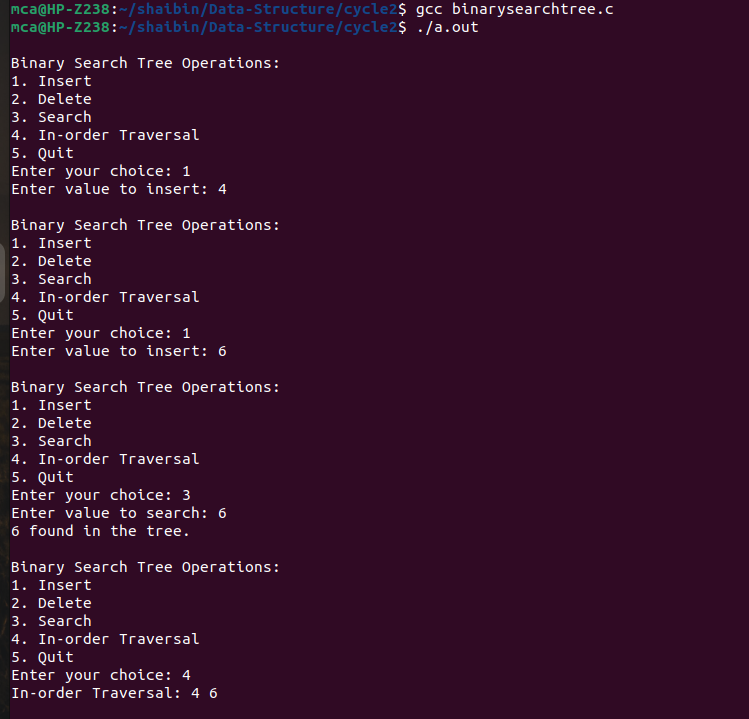 mca@HP-Z238:~/shaibin/Data-Structure/cycle2$ gcc binarysearchtree.c
mca@HP-Z238:~/shaibin/Data-Structure/cycle2$ ./a.out

Binary Search Tree Operations:
1. Insert
2. Delete
3. Search
4. In-order Traversal
5. Quit
Enter your choice: 1
Enter value to insert: 4

Binary Search Tree Operations:
1. Insert
2. Delete
3. Search
4. In-order Traversal
5. Quit
Enter your choice: 1
Enter value to insert: 6

Binary Search Tree Operations:
1. Insert
2. Delete
3. Search
4. In-order Traversal
5. Quit
Enter your choice: 3
Enter value to search: 6
6 found in the tree.

Binary Search Tree Operations:
1. Insert
2. Delete
3. Search
4. In-order Traversal
5. Quit
Enter your choice: 4
In-order Traversal: 4 6